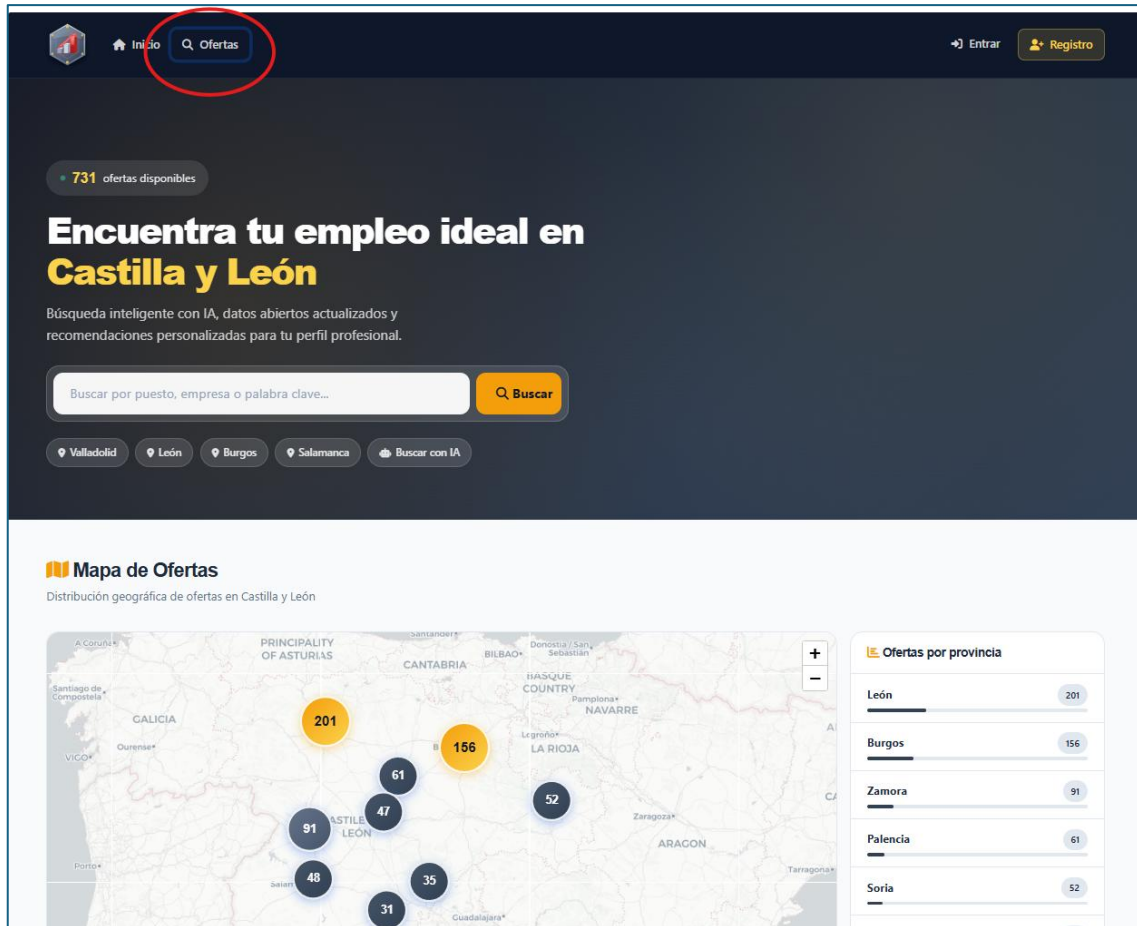 Inicio
Ofertas
Entrar
Registro
731 ofertas disponibles
Encuentra tu empleo ideal en
Castilla y León
Búsqueda inteligente con IA, datos abiertos actualizados y
recomendaciones personalizadas para tu perfil profesional.
Buscar por puesto, empresa o palabra clave...
Buscar
Valladolid
León
Burgos
Salamanca
Buscar con IA
Mapa de Ofertas
Distribución geográfica de ofertas en Castilla y León
A Coruña
PRINCIPALITY
OF ASTURIAS
Santander
CANTABRIA
BILBAO
Donostia / San
Sebastián
BASQUE
COUNTRY
Pamplona
NAVARRE
Santiago de
Compostela
GALICIA
Ourense
VIGO
Logroño
LA RIOJA
201
156
61
52
47
91
LEÓN
Zaragoza
ARAGON
Porto
Tarragona
48
35
31
Guadalajara
+
−
Ofertas por provincia
León 201
Burgos 156
Zamora 91
Palencia 61
Soria 52